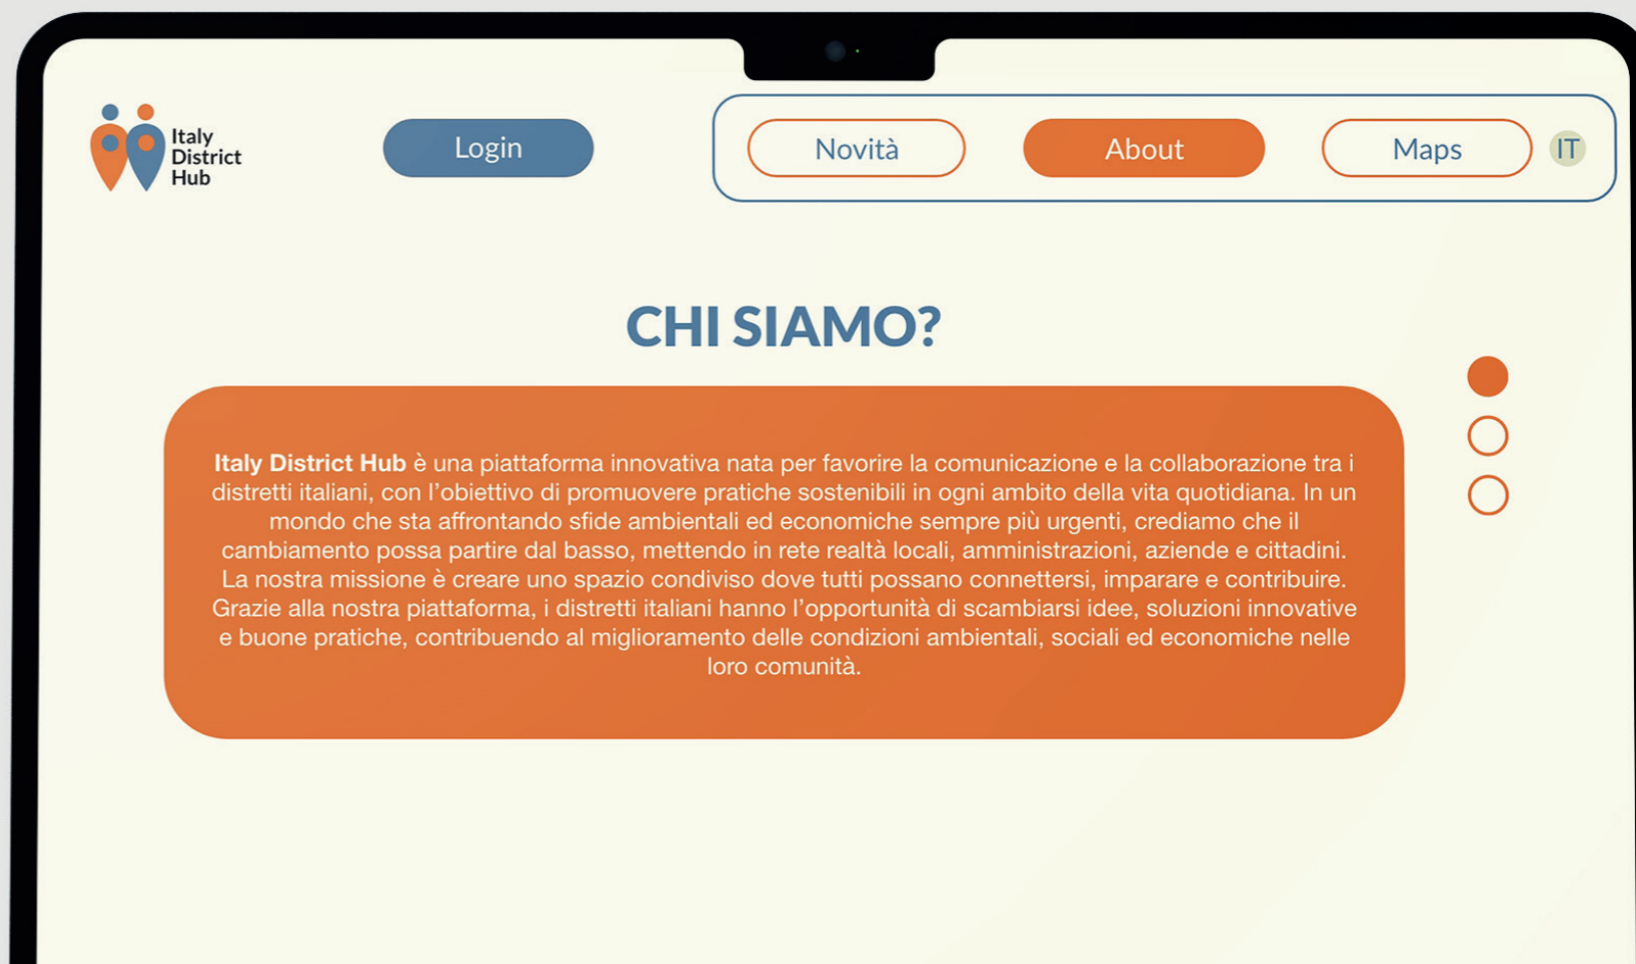 Italy
District
Hub
Login
Novità
About
Maps
IT
CHI SIAMO?
Italy District Hub è una piattaforma innovativa nata per favorire la comunicazione e la collaborazione tra i
distretti italiani, con l’obiettivo di promuovere pratiche sostenibili in ogni ambito della vita quotidiana. In un
mondo che sta affrontando sfide ambientali ed economiche sempre più urgenti, crediamo che il
cambiamento possa partire dal basso, mettendo in rete realtà locali, amministrazioni, aziende e cittadini.
La nostra missione è creare uno spazio condiviso dove tutti possano connettersi, imparare e contribuire.
Grazie alla nostra piattaforma, i distretti italiani hanno l’opportunità di scambiarsi idee, soluzioni innovative
e buone pratiche, contribuendo al miglioramento delle condizioni ambientali, sociali ed economiche nelle
loro comunità.